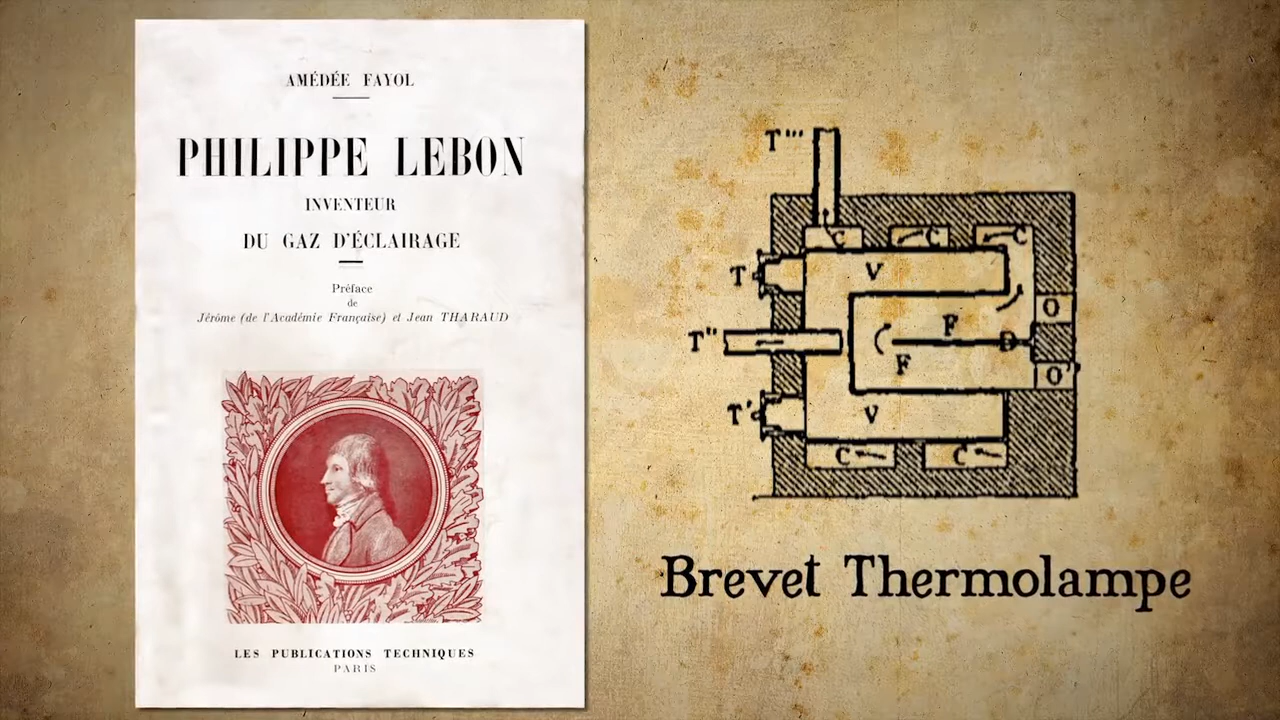 AMÉDÉE FAYOL
PHILIPPE LEBON
INVENTEUR
DU GAZ D'ÉCLAIRAGE
Préface
de
Jérôme (de l'Académie Française) et Jean THARAUD
LES PUBLICATIONS TECHNIQUES
PARIS
T'''
C C C
T V
O
T'' F D
F O'
T' V
C C
Brevet Thermolampe